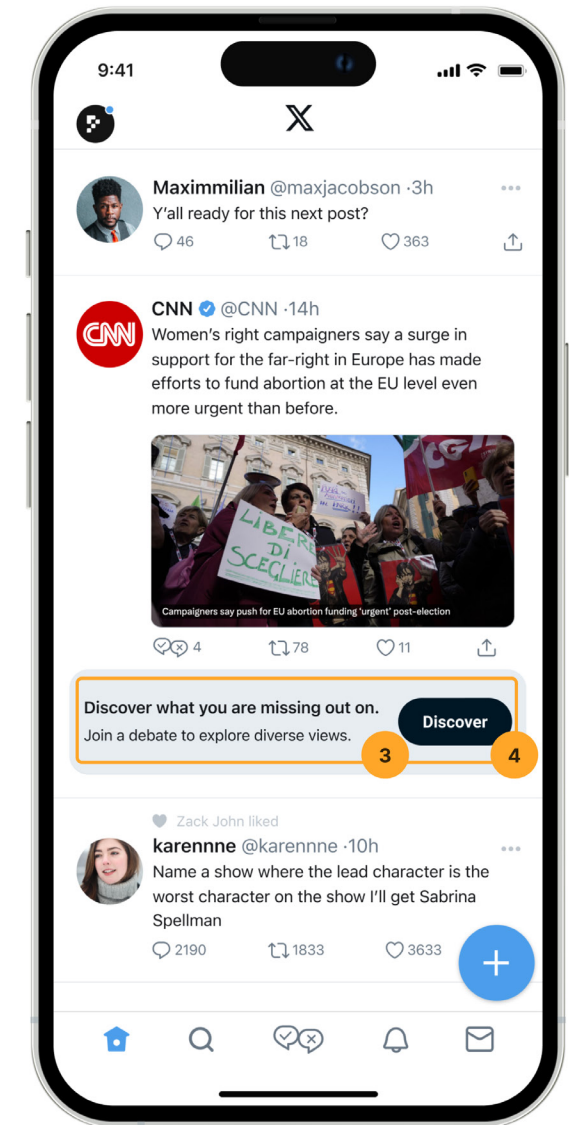 9:41
X
Maximmilian @maxjacobson ·3h
Y'all ready for this next post?
46 18 363
CNN
CNN @CNN ·14h
Women's right campaigners say a surge in
support for the far-right in Europe has made
efforts to fund abortion at the EU level even
more urgent than before.
CG
LIBERE
DI
SCEGLIERE
Campaigners say push for EU abortion funding 'urgent' post-election
4 78 11
Discover what you are missing out on.
Join a debate to explore diverse views.
Discover
3 4
Zack John liked
karennne @karennne ·10h
Name a show where the lead character is the
worst character on the show I'll get Sabrina
Spellman
2190 1833 3633